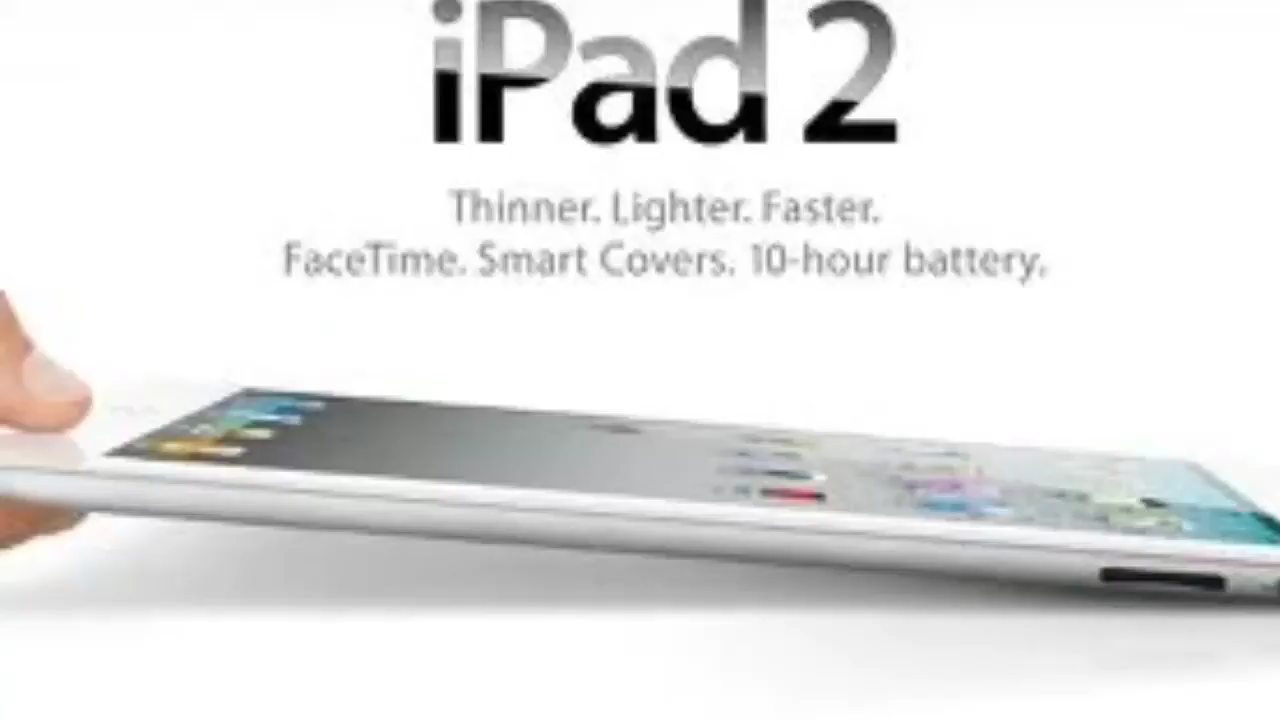 iPad 2
Thinner. Lighter. Faster.
FaceTime. Smart Covers. 10-hour battery.